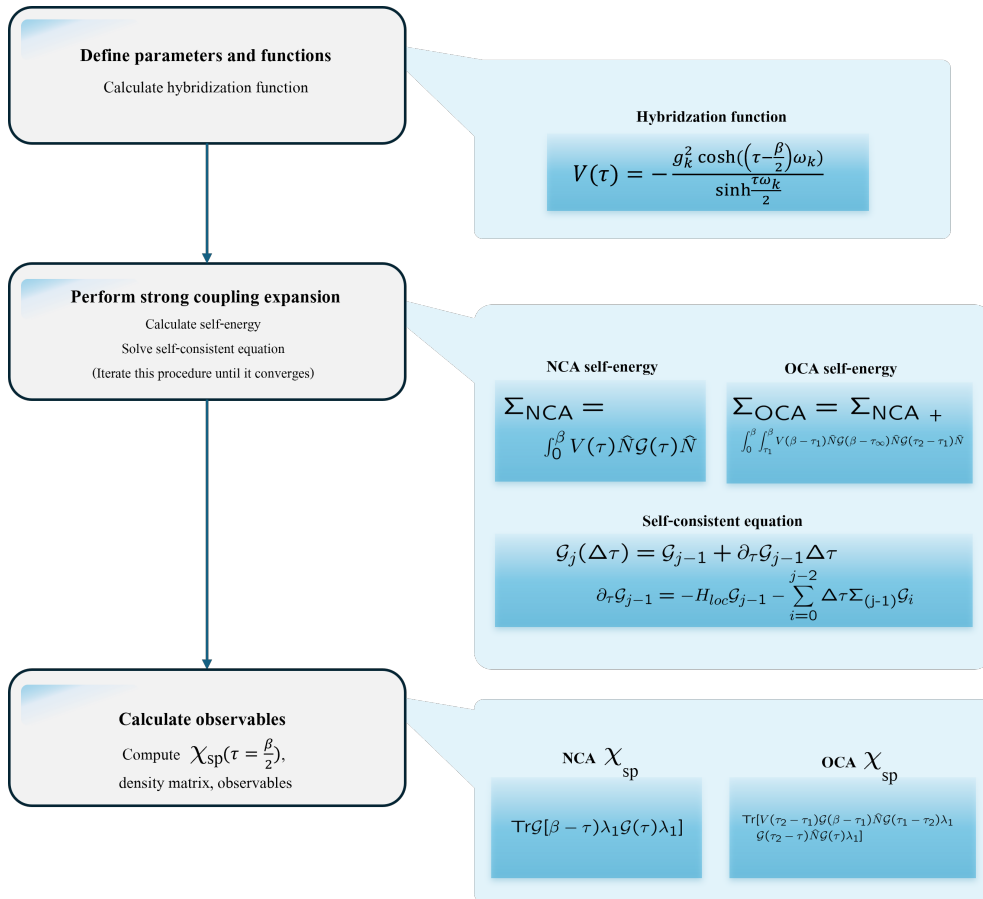 Define parameters and functions
Calculate hybridization function
Hybridzation function
V(τ) = − g_k^2 cosh((τ−β/2)ω_k) / sinh τω_k/2
Perform strong coupling expansion
Calculate self-energy
Solve self-consistent equation
(Iterate this procedure until it converges)
NCA self-energy
Σ_NCA =
∫_0^β V(τ)N̂𝒢(τ)N̂
OCA self-energy
Σ_OCA = Σ_NCA +
∫_0^β ∫_{τ_1}^β V(β−τ_1)N̂𝒢(β−τ_∞)N̂𝒢(τ_2−τ_1)N̂
Self-consistent equation
𝒢_j(Δτ) = 𝒢_{j−1} + ∂_τ𝒢_{j−1}Δτ
∂_τ𝒢_{j−1} = −H_{loc}𝒢_{j−1} − Σ_{i=0}^{j−2} ΔτΣ_{(j-1)}𝒢_i
Calculate observables
Compute χ_sp(τ = β/2),
density matrix, observables
NCA χ_sp
Tr𝒢[β − τ)λ_1𝒢(τ)λ_1]
OCA χ_sp
Tr[V(τ_2−τ_1)𝒢(β−τ_1)N̂𝒢(τ_1−τ_2)λ_1
𝒢(τ_2−τ)N̂𝒢(τ)λ_1]